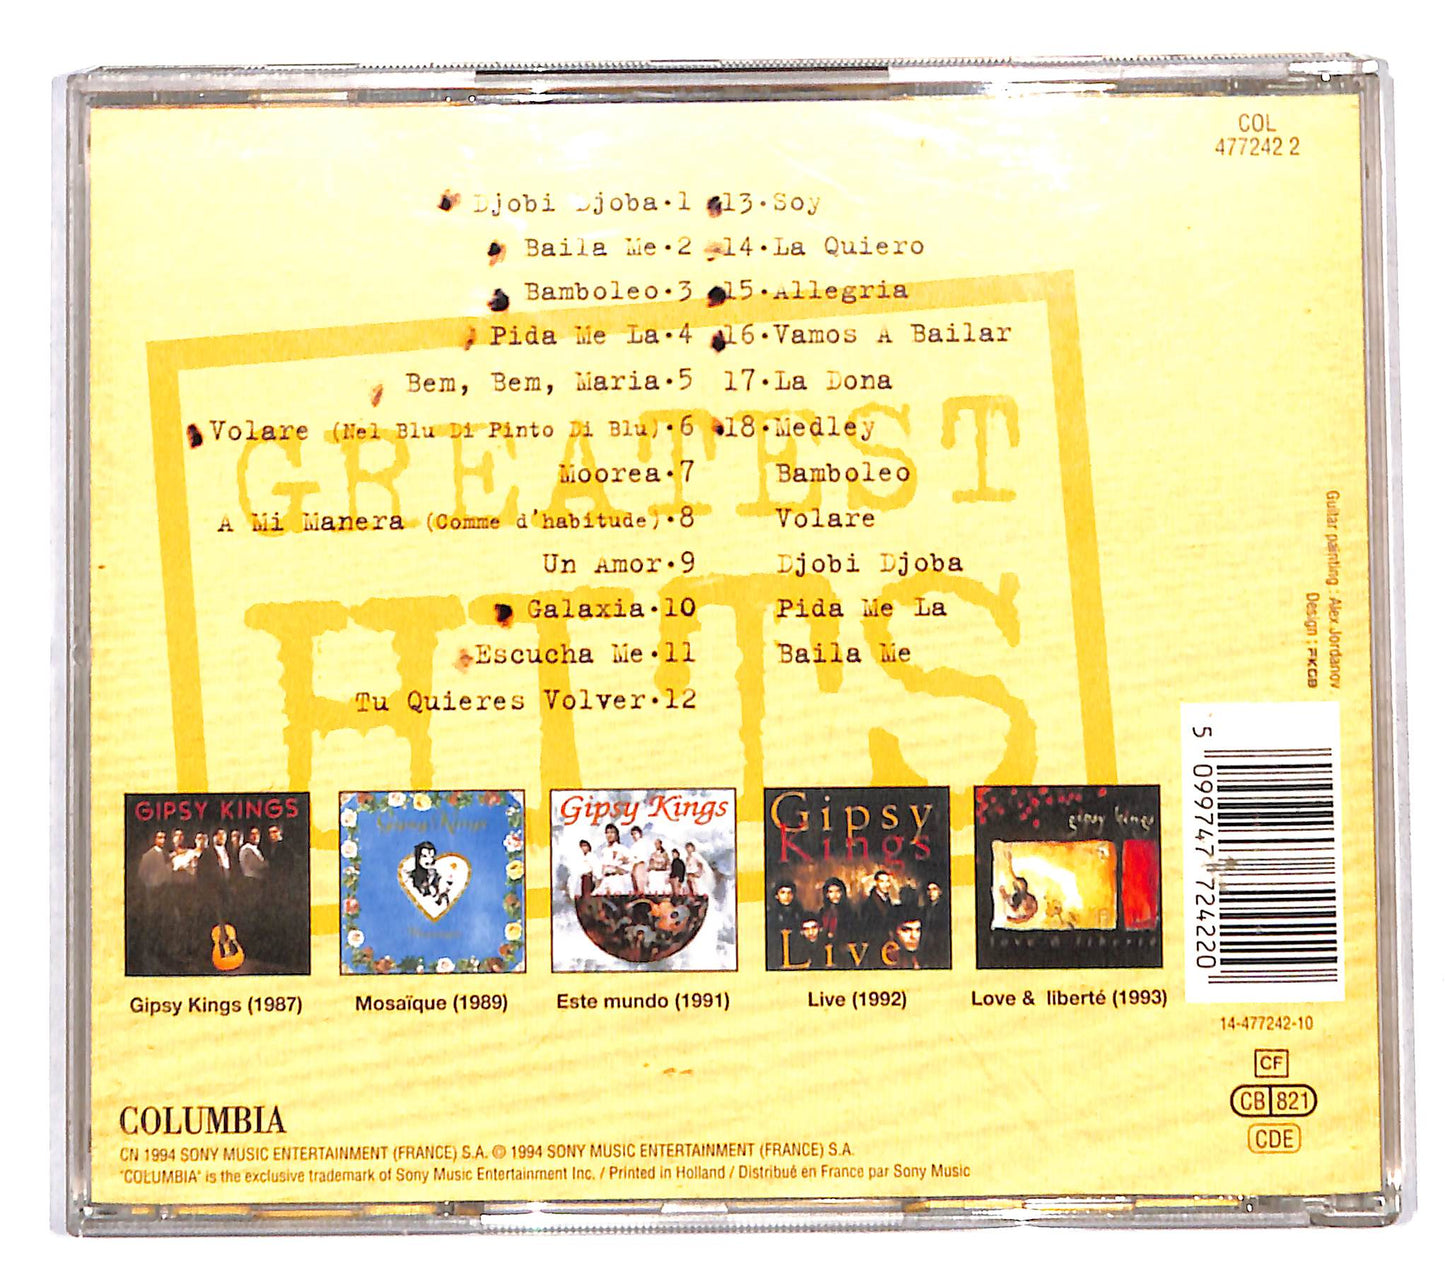 COL
477242 2
Djobi Djoba·1
Baila Me·2
Bamboleo·3
Pida Me La·4
Bem, Bem, Maria·5
Volare (Nel Blu Di Pinto Di Blu)·6
Moorea·7
A Mi Manera (Comme d'habitude)·8
Un Amor·9
Galaxia·10
Escucha Me·11
Tu Quieres Volver·12
13·Soy
14·La Quiero
15·Allegria
16·Vamos A Bailar
17·La Dona
18·Medley
Bamboleo
Volare
Djobi Djoba
Pida Me La
Baila Me
GREATEST
HITS
Guitar painting : Alex Jordanov
Design : FKGB
5 099747 724220
GIPSY KINGS
Gipsy Kings
Mosaïque
Gipsy Kings
Gipsy
Kings
Live
gipsy kings
love & liberté
Gipsy Kings (1987)
Mosaïque (1989)
Este mundo (1991)
Live (1992)
Love & liberté (1993)
14-477242-10
CF
CB 821
CDE
COLUMBIA
CN 1994 SONY MUSIC ENTERTAINMENT (FRANCE) S.A. ℗ 1994 SONY MUSIC ENTERTAINMENT (FRANCE) S.A.
"COLUMBIA" is the exclusive trademark of Sony Music Entertainment Inc. / Printed in Holland / Distribué en France par Sony Music